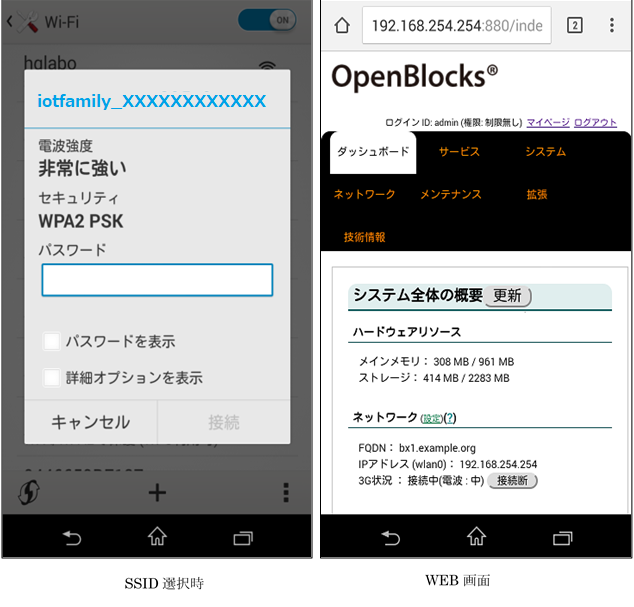 Wi-Fi
ON
hglabo
iotfamily_XXXXXXXXXXXX
電波強度
非常に強い
セキュリティ
WPA2 PSK
パスワード
パスワードを表示
詳細オプションを表示
キャンセル
接続
SSID 選択時
192.168.254.254:880/inde
2
OpenBlocks®
ログイン ID: admin (権限: 制限無し) マイページ ログアウト
ダッシュボード サービス システム
ネットワーク メンテナンス 拡張
技術情報
システム全体の概要 更新
ハードウェアリソース
メインメモリ： 308 MB / 961 MB
ストレージ： 414 MB / 2283 MB
ネットワーク (設定)(?)
FQDN： bx1.example.org
IPアドレス (wlan0)： 192.168.254.254
3G状況 ： 接続中(電波 : 中) 接続断
WEB 画面